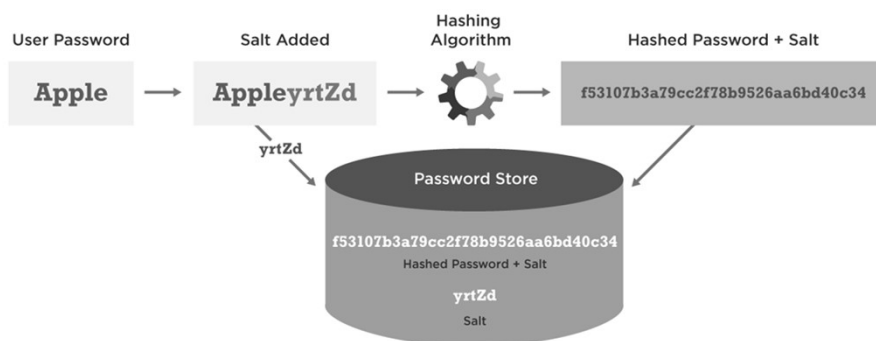 User Password
Salt Added
Hashing
Algorithm
Hashed Password + Salt
Apple
AppleyrtZd
f53107b3a79cc2f78b9526aa6bd40c34
yrtZd
Password Store
f53107b3a79cc2f78b9526aa6bd40c34
Hashed Password + Salt
yrtZd
Salt